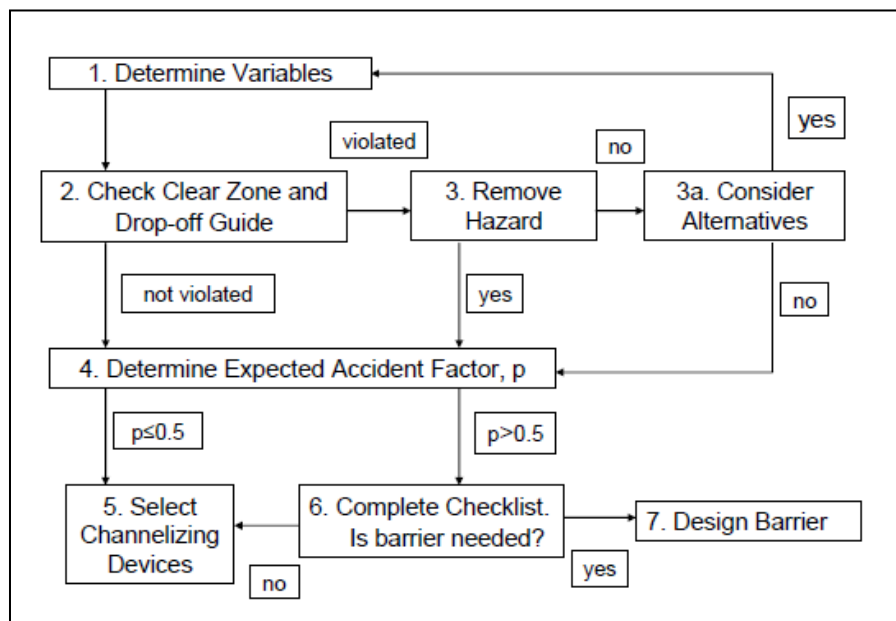 1. Determine Variables
yes
violated
no
2. Check Clear Zone and
Drop-off Guide
3. Remove
Hazard
3a. Consider
Alternatives
not violated
yes
no
4. Determine Expected Accident Factor, p
p≤0.5
p>0.5
5. Select
Channelizing
Devices
6. Complete Checklist.
Is barrier needed?
7. Design Barrier
no
yes